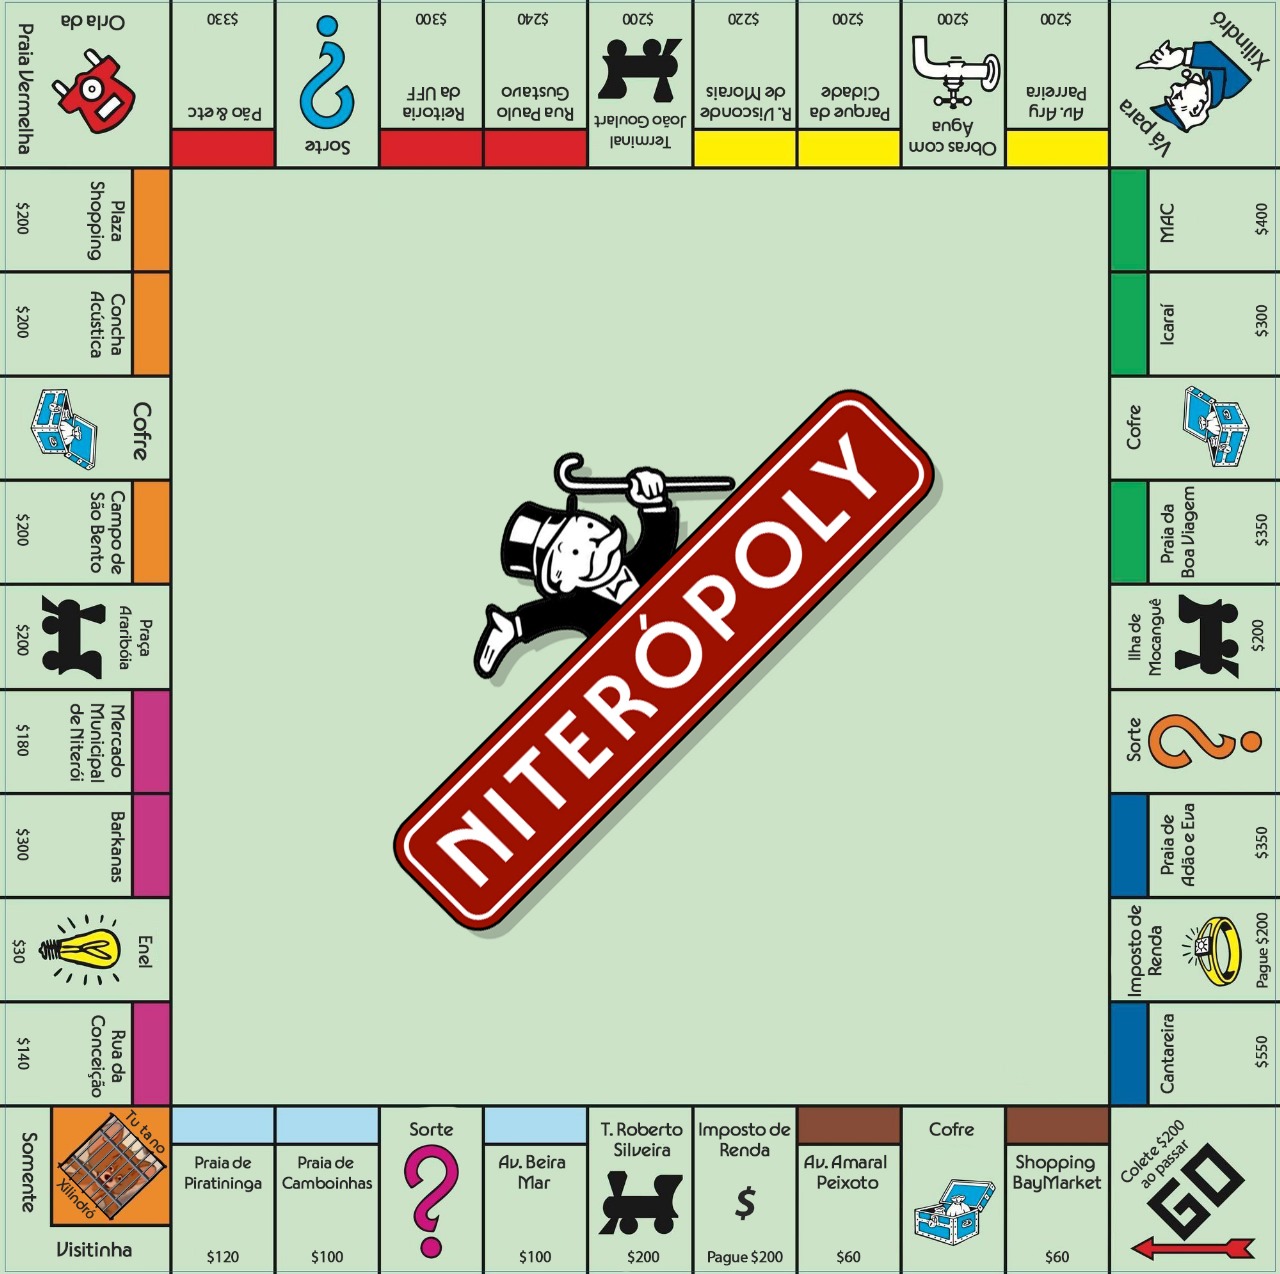 Orla da
Praia Vermelha
$330
Pão & etc
Sorte
$300
Reitoria
da UFF
$240
Rua Paulo
Gustavo
$200
Terminal
João Goulart
$220
R. Visconde
de Morais
$200
Parque da
Cidade
$200
Obras com
Água
$200
Av. Ary
Parreira
Vá para
Xilindró
Plaza
Shopping
$200
Concha
Acústica
$200
Cofre
Campo de
São Bento
$200
Praça
Arariboia
$200
Mercado
Municipal
de Niterói
$180
Barkanas
$300
Enel
$30
Rua da
Conceição
$140
NITERÓPOLY
MAC
$400
Icaraí
$300
Cofre
Praia da
Boa Viagem
$350
Ilha de
Mocanguê
$200
Sorte
Praia de
Adão e Eva
$350
Imposto de
Renda
Pague $200
Cantareira
$550
Somente
Visitinha
Tu ta no
Xilindró
Praia de
Piratininga
$120
Praia de
Camboinhas
$100
Sorte
Av. Beira
Mar
$100
T. Roberto
Silveira
$200
Imposto de
Renda
$
Pague $200
Av. Amaral
Peixoto
$60
Cofre
Shopping
BayMarket
$60
Colete $200
ao passar
GO